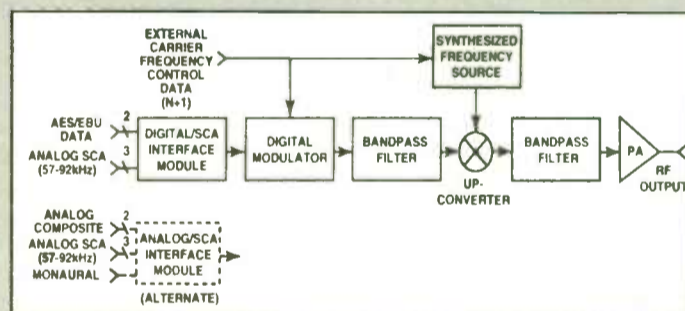 EXTERNAL
CARRIER
FREQUENCY
CONTROL
DATA
(N+1)
SYNTHESIZED
FREQUENCY
SOURCE
AES/EBU
DATA
2
ANALOG SCA
(57-92kHz)
3
DIGITAL/SCA
INTERFACE
MODULE
DIGITAL
MODULATOR
BANDPASS
FILTER
UP-
CONVERTER
BANDPASS
FILTER
PA
RF
OUTPUT
ANALOG
COMPOSITE
2
ANALOG SCA
(57-92kHz)
3
MONAURAL
ANALOG/SCA
INTERFACE
MODULE
(ALTERNATE)